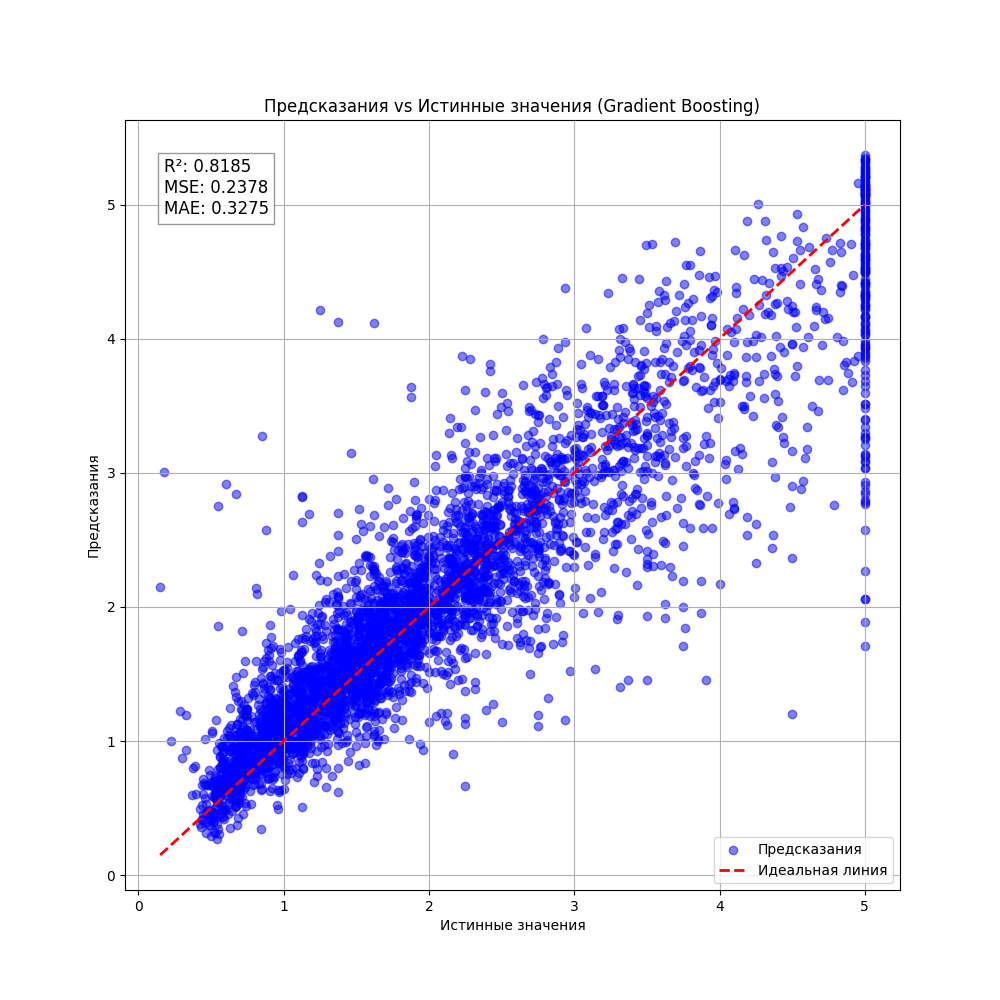 Предсказания vs Истинные значения (Gradient Boosting)
R²: 0.8185
MSE: 0.2378
MAE: 0.3275
5
4
3
2
1
0
Предсказания
Предсказания
Идеальная линия
0 1 2 3 4 5
Истинные значения